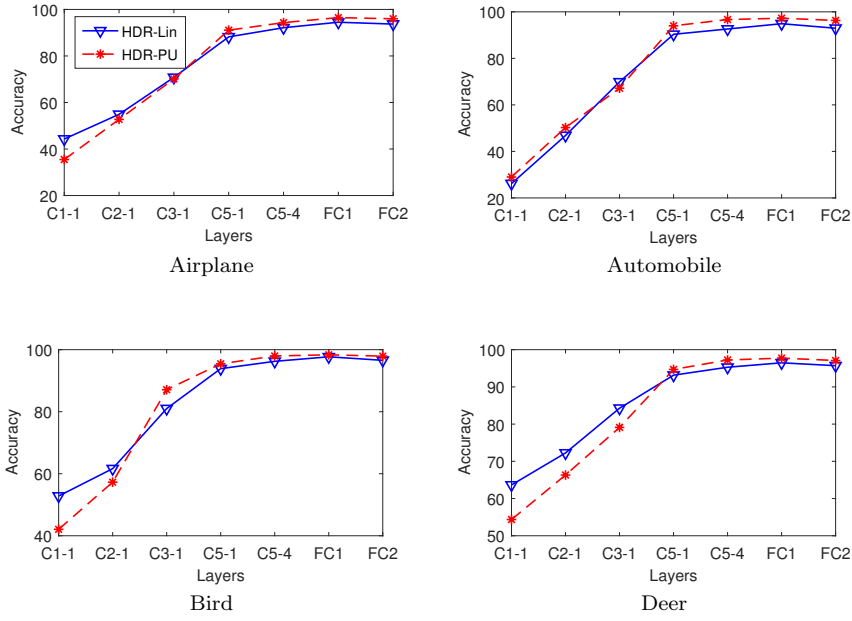 100
80
60
40
20
Accuracy
HDR-Lin
HDR-PU
C1-1 C2-1 C3-1 C5-1 C5-4 FC1 FC2
Layers
Airplane
100
80
60
40
20
Accuracy
C1-1 C2-1 C3-1 C5-1 C5-4 FC1 FC2
Layers
Automobile
100
80
60
40
Accuracy
C1-1 C2-1 C3-1 C5-1 C5-4 FC1 FC2
Layers
Bird
100
90
80
70
60
50
Accuracy
C1-1 C2-1 C3-1 C5-1 C5-4 FC1 FC2
Layers
Deer